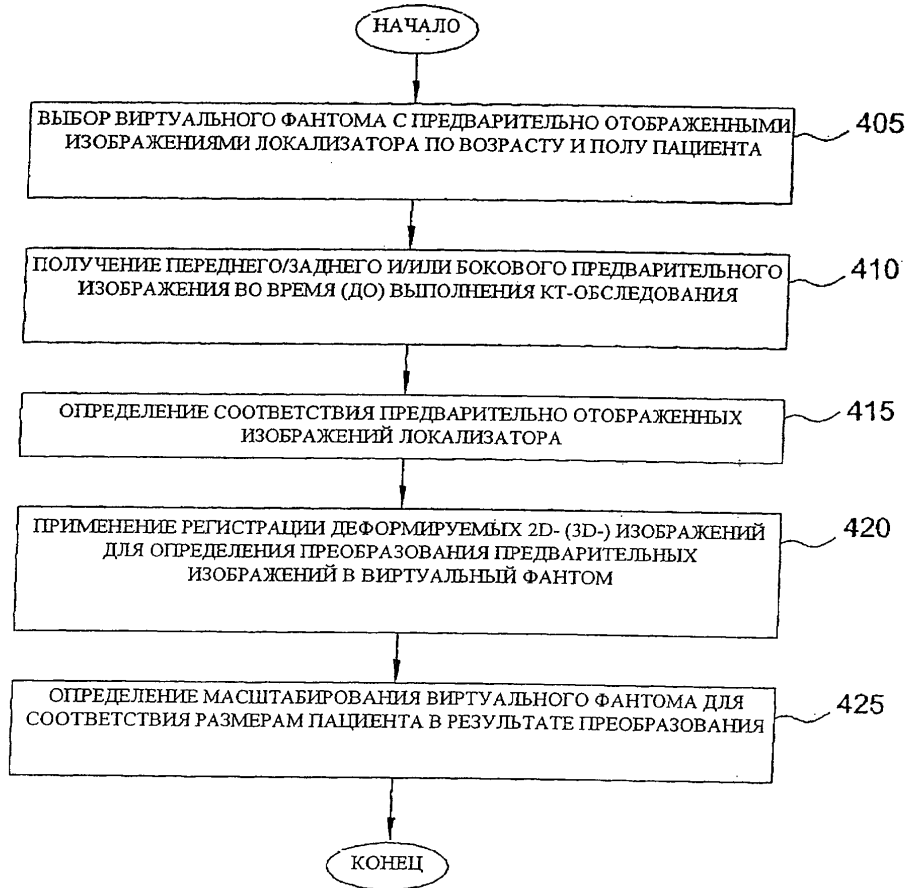 НАЧАЛО
ВЫБОР ВИРТУАЛЬНОГО ФАНТОМА С ПРЕДВАРИТЕЛЬНО ОТОБРАЖЕННЫМИ
ИЗОБРАЖЕНИЯМИ ЛОКАЛИЗАТОРА ПО ВОЗРАСТУ И ПОЛУ ПАЦИЕНТА
405
ПОЛУЧЕНИЕ ПЕРЕДНЕГО/ЗАДНЕГО И/ИЛИ БОКОВОГО ПРЕДВАРИТЕЛЬНОГО
ИЗОБРАЖЕНИЯ ВО ВРЕМЯ (ДО) ВЫПОЛНЕНИЯ КТ-ОБСЛЕДОВАНИЯ
410
ОПРЕДЕЛЕНИЕ СООТВЕТСТВИЯ ПРЕДВАРИТЕЛЬНО ОТОБРАЖЕННЫХ
ИЗОБРАЖЕНИЙ ЛОКАЛИЗАТОРА
415
ПРИМЕНЕНИЕ РЕГИСТРАЦИИ ДЕФОРМИРУЕМЫХ 2D- (3D-) ИЗОБРАЖЕНИЙ
ДЛЯ ОПРЕДЕЛЕНИЯ ПРЕОБРАЗОВАНИЯ ПРЕДВАРИТЕЛЬНЫХ
ИЗОБРАЖЕНИЙ В ВИРТУАЛЬНЫЙ ФАНТОМ
420
ОПРЕДЕЛЕНИЕ МАСШТАБИРОВАНИЯ ВИРТУАЛЬНОГО ФАНТОМА ДЛЯ
СООТВЕТСТВИЯ РАЗМЕРАМ ПАЦИЕНТА В РЕЗУЛЬТАТЕ ПРЕОБРАЗОВАНИЯ
425
КОНЕЦ